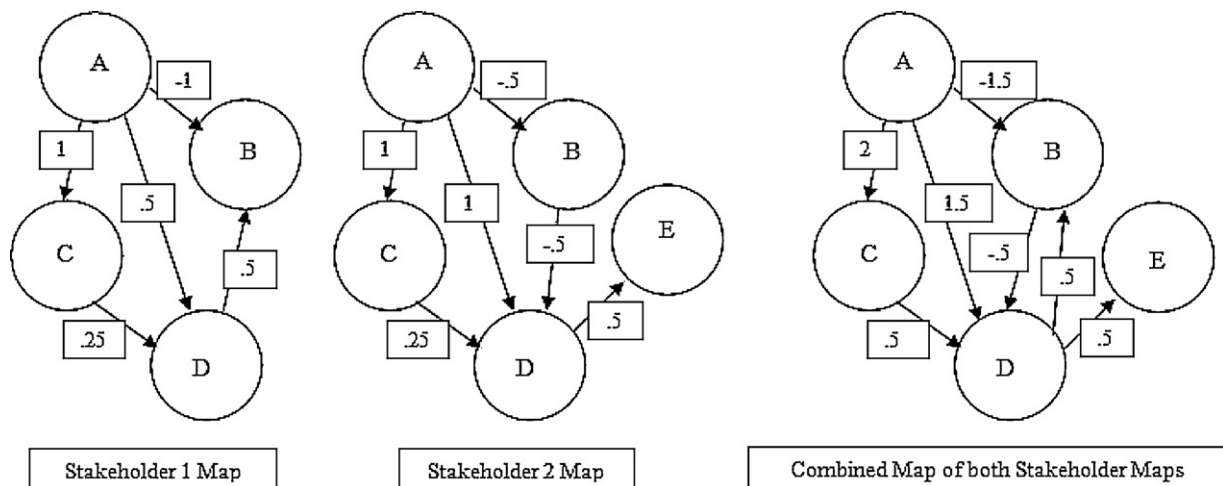 A
-1
B
1
.5
C
.5
.25
D
Stakeholder 1 Map
A
-.5
B
1
1
E
C
-.5
.5
.25
D
Stakeholder 2 Map
A
-1.5
2
B
1.5
C
-.5
.5
E
.5
.5
D
Combined Map of both Stakeholder Maps